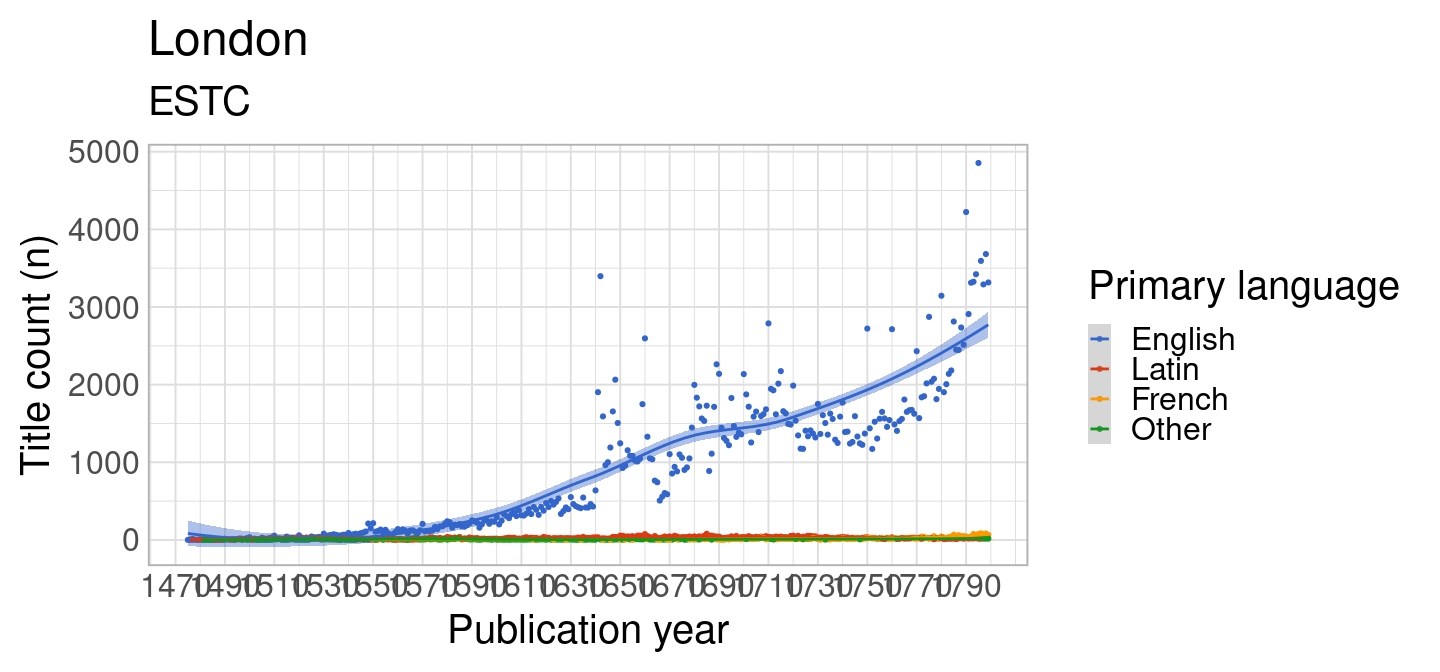 London
ESTC
5000
4000
3000
2000
1000
0
Title count (n)
1470 1490 1510 1530 1550 1570 1590 1610 1630 1650 1670 1690 1710 1730 1750 1770 1790
Publication year
Primary language
English
Latin
French
Other